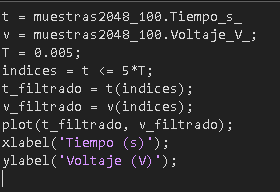 t = muestras2048_100.Tiempo_s_
v = muestras2048_100.Voltaje_V_;
T = 0.005;
indices = t <= 5*T;
t_filtrado = t(indices);
v_filtrado = v(indices);
plot(t_filtrado, v_filtrado);
xlabel('Tiempo (s)');
ylabel('Voltaje (V)');